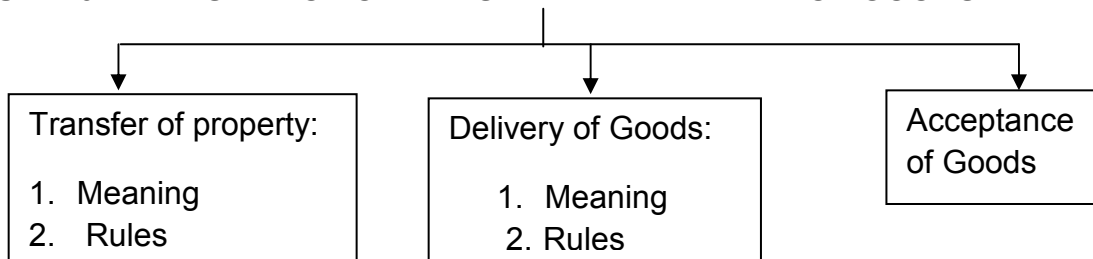 Transfer of property:
1. Meaning
2. Rules
Delivery of Goods:
1. Meaning
2. Rules
Acceptance
of Goods